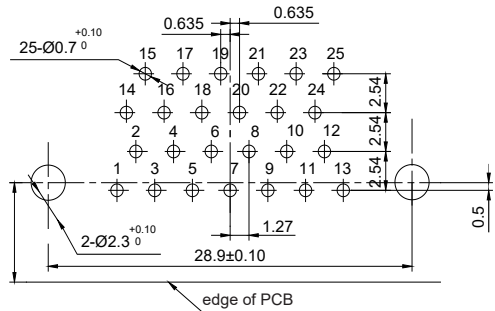 0.635 0.635
25-Ø0.7 +0.10 0
15 17 19 21 23 25
14 16 18 20 22 24
2.54
2 4 6 8 10 12
2.54
1 3 5 7 9 11 13
2.54
0.5
2-Ø2.3 +0.10 0
1.27
28.9±0.10
edge of PCB